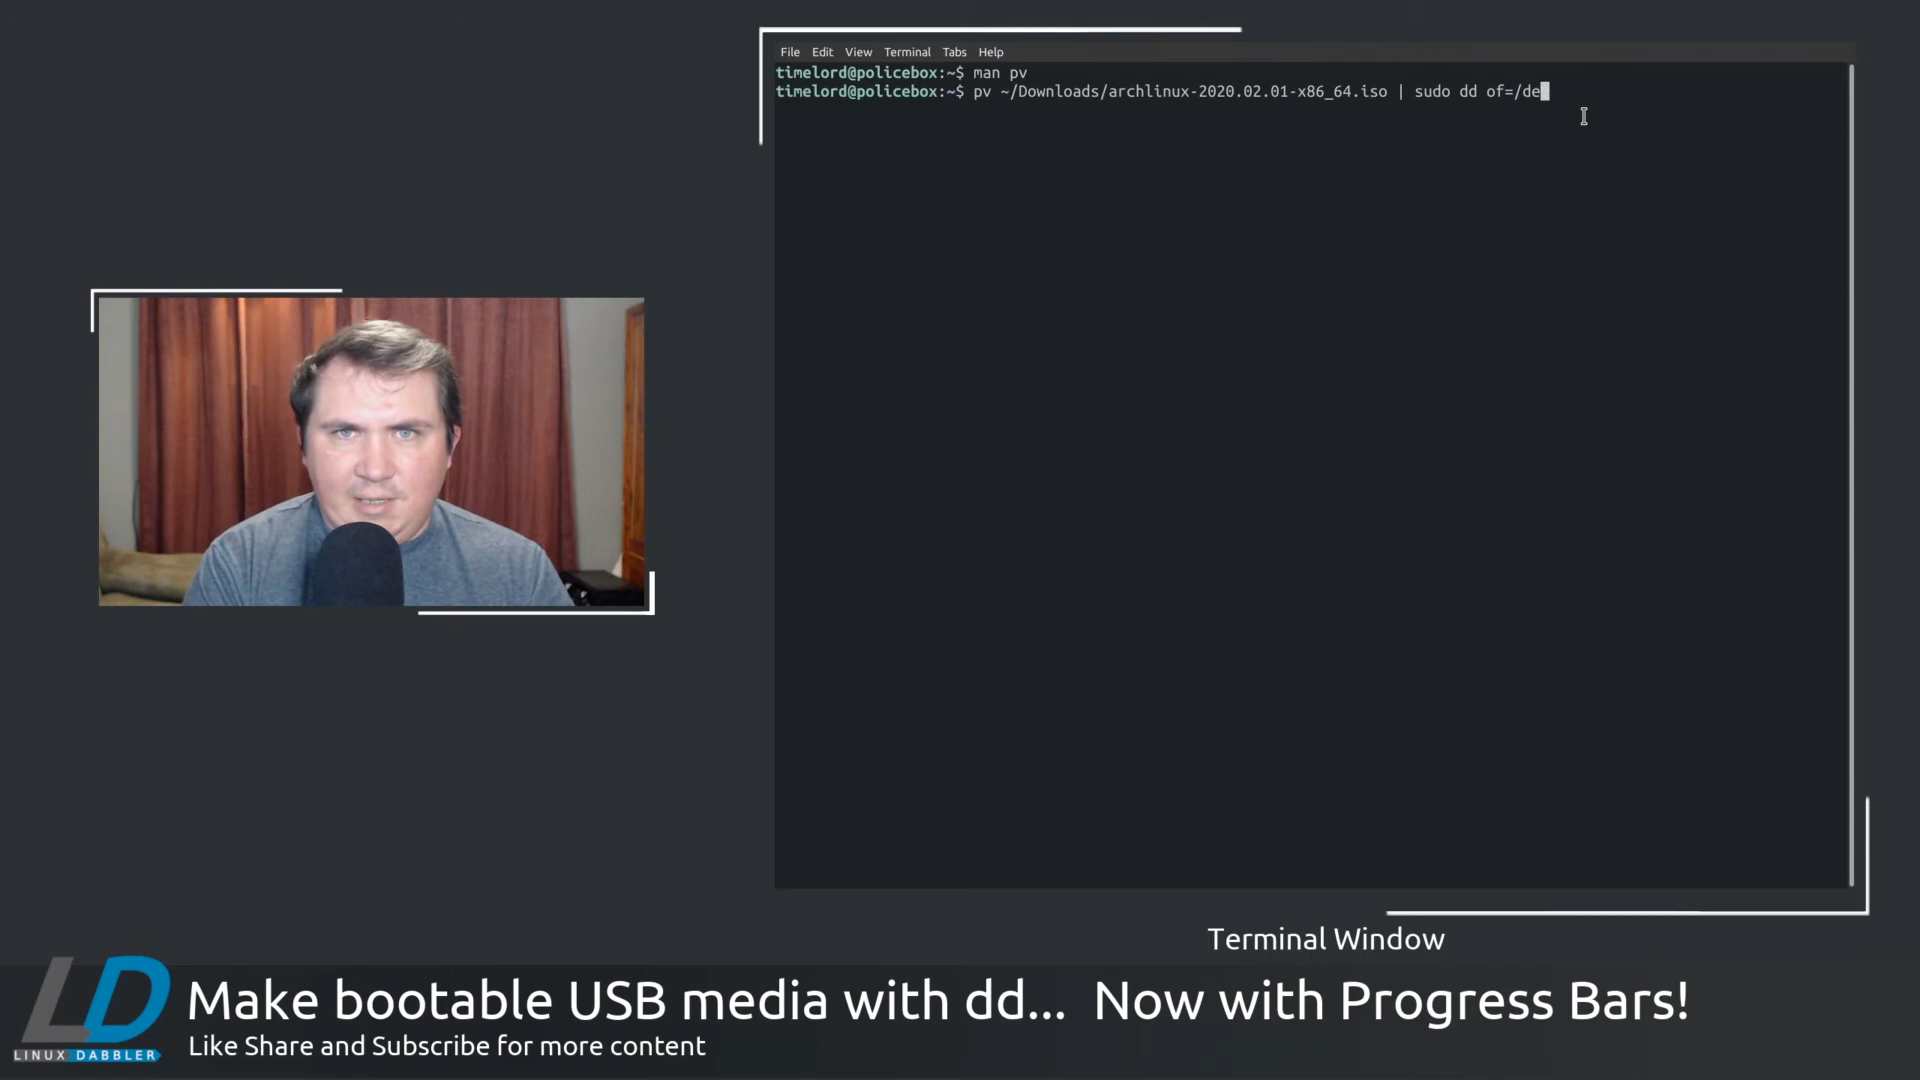 File Edit View Terminal Tabs Help
timelord@policebox:~$ man pv
timelord@policebox:~$ pv ~/Downloads/archlinux-2020.02.01-x86_64.iso | sudo dd of=/de
Terminal Window
LD
LINUX DABBLER
Make bootable USB media with dd... Now with Progress Bars!
Like Share and Subscribe for more content